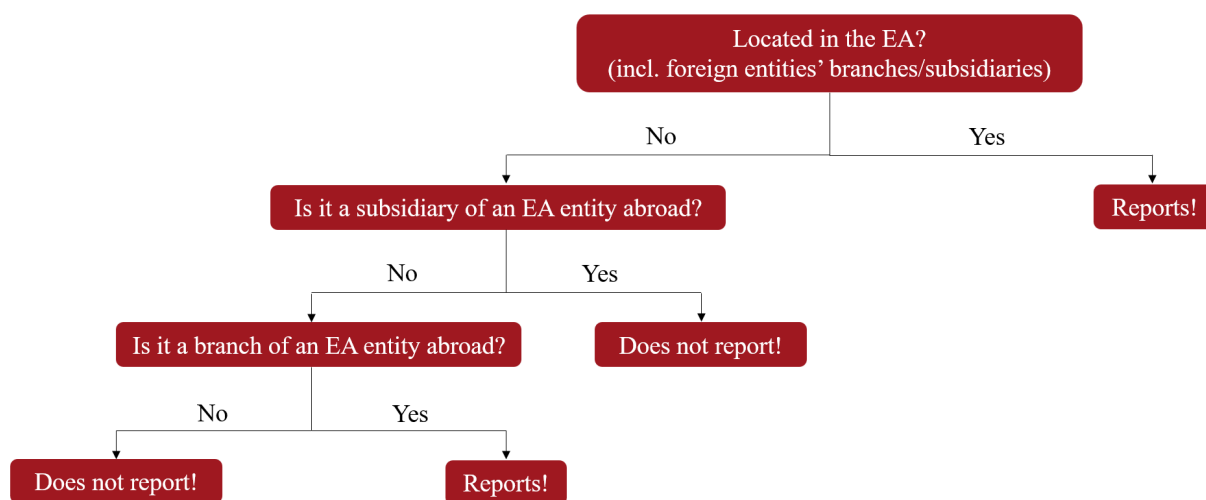 Located in the EA?
(incl. foreign entities’ branches/subsidiaries)
No
Yes
Is it a subsidiary of an EA entity abroad?
Reports!
No
Yes
Is it a branch of an EA entity abroad?
Does not report!
No
Yes
Does not report!
Reports!